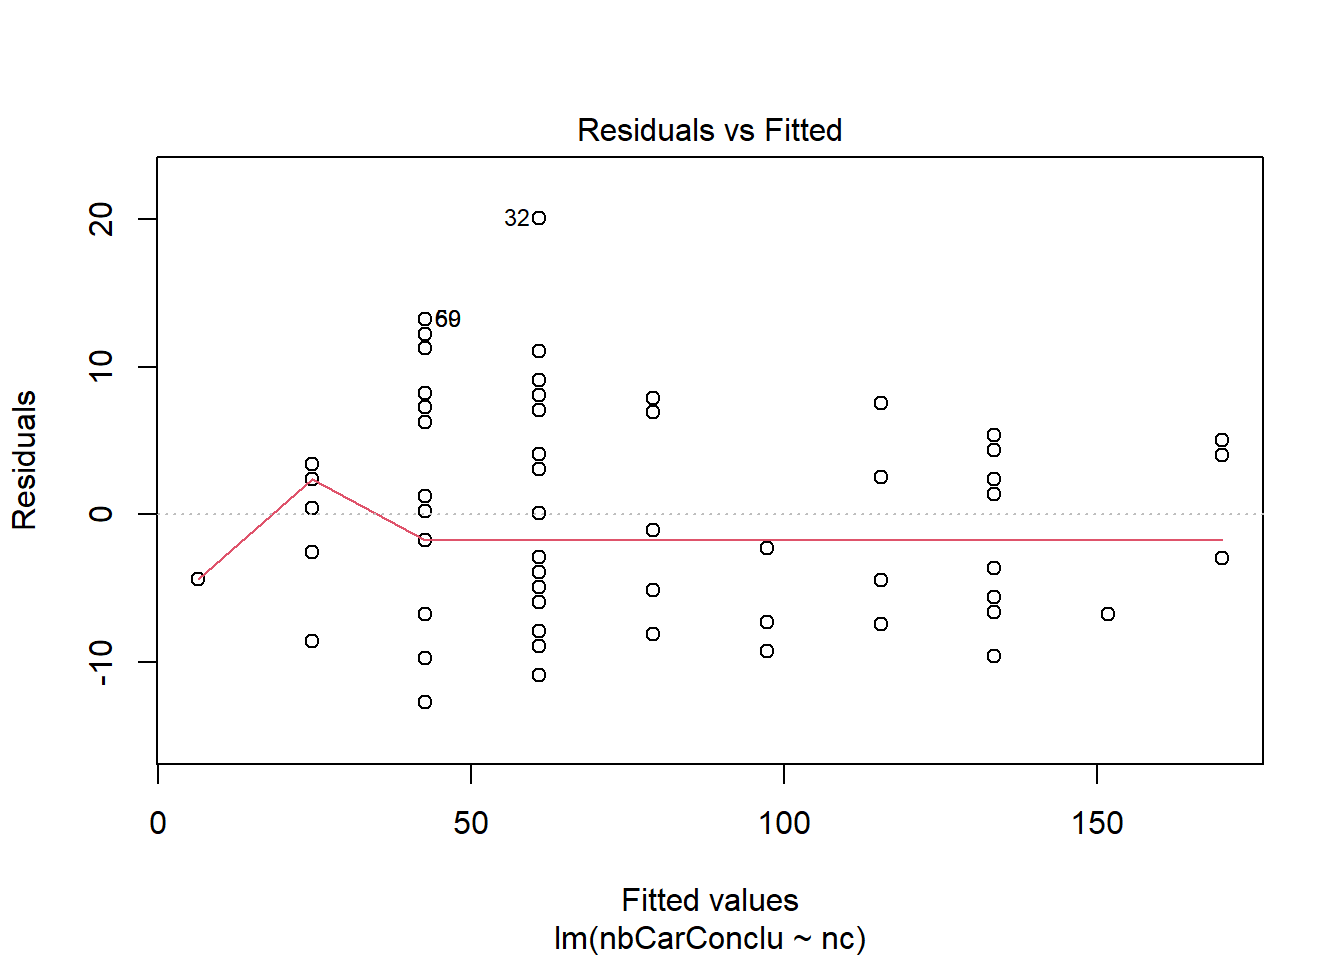 Residuals vs Fitted
Residuals
20
10
0
-10
32
69
0
50
100
150
Fitted values
lm(nbCarConclu ~ nc)